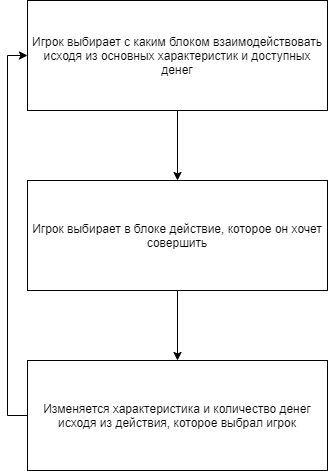 Игрок выбирает с каким блоком взаимодействовать
исходя из основных характеристик и доступных
денег
Игрок выбирает в блоке действие, которое он хочет
совершить
Изменяется характеристика и количество денег
исходя из действия, которое выбрал игрок